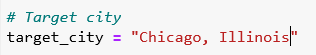 # Target city
target_city = "Chicago, Illinois"